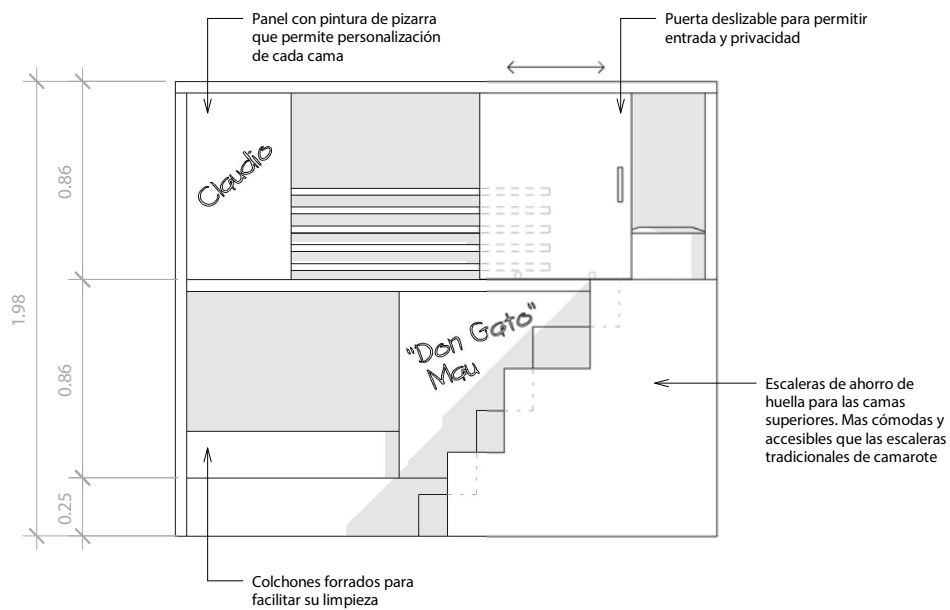 Panel con pintura de pizarra
que permite personalización
de cada cama
Puerta deslizable para permitir
entrada y privacidad
0.86
Claudio
1.98
"Don Gato"
Mau
0.86
Escaleras de ahorro de
huella para las camas
superiores. Mas cómodas y
accesibles que las escaleras
tradicionales de camarote
0.25
Colchones forrados para
facilitar su limpieza